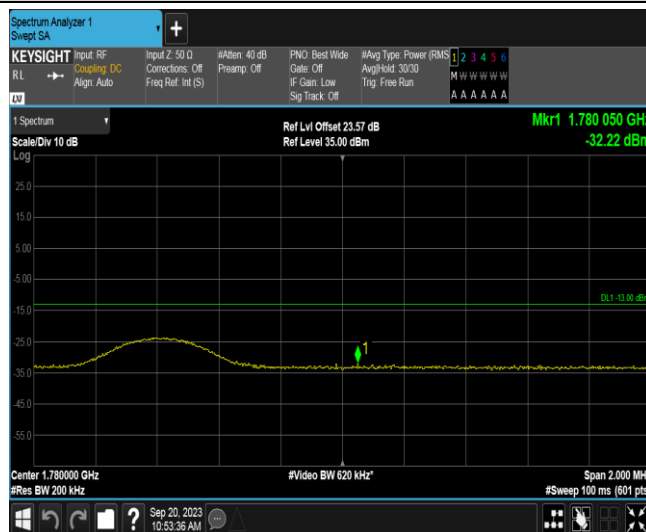 Spectrum Analyzer 1
Swept SA
+
KEYSIGHT Input: RF Input Z: 50 Ω #Atten: 40 dB PNO: Best Wide #Avg Type: Power (RMS 1 2 3 4 5 6
RL Coupling: DC Corrections: Off Preamp: Off Gate: Off Avg|Hold: 30/30 M W W W W W
Align: Auto Freq Ref: Int (S) IF Gain: Low Trig: Free Run
Sig Track: Off A A A A A A
LXI
1 Spectrum Ref Lvl Offset 23.57 dB Mkr1 1.780 050 GHz
Scale/Div 10 dB Ref Level 35.00 dBm -32.22 dBm
Log
25.0
15.0
5.00
-5.00
DL1 -13.00 dBm
-15.0
1
-25.0
-35.0
-45.0
-55.0
Center 1.780000 GHz #Video BW 620 kHz* Span 2.000 MH
#Res BW 200 kHz #Sweep 100 ms (601 pts
? Sep 20, 2023
10:53:36 AM